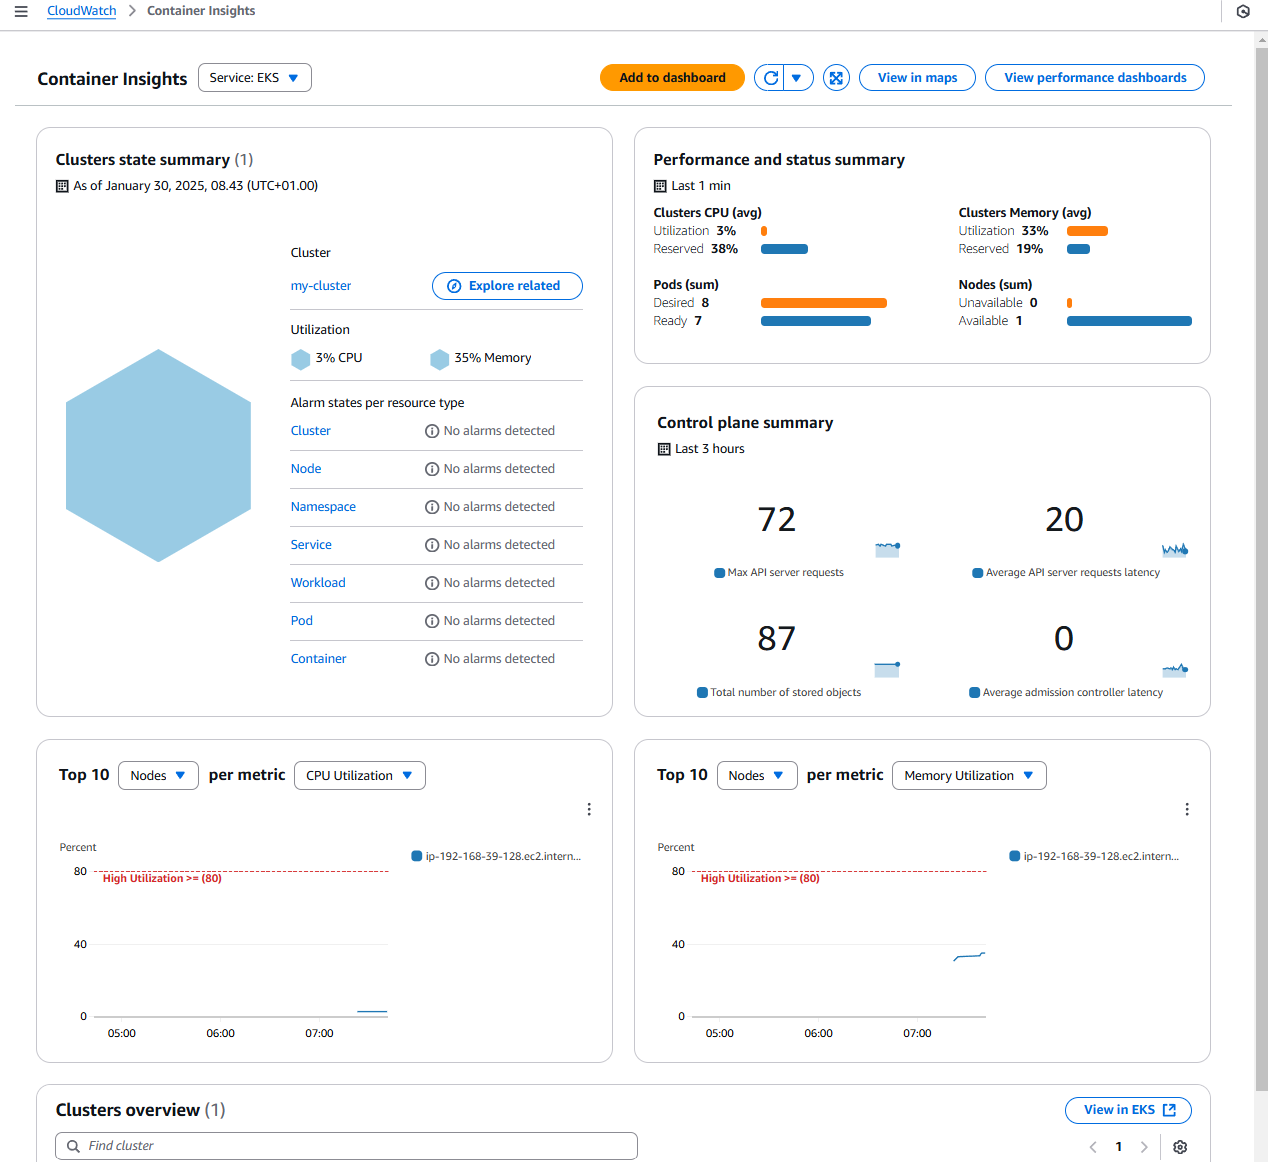 CloudWatch > Container Insights
Container Insights Service: EKS Add to dashboard View in maps View performance dashboards
Clusters state summary (1)
As of January 30, 2025, 08.43 (UTC+01.00)
Cluster
my-cluster Explore related
Utilization
3% CPU 35% Memory
Alarm states per resource type
Cluster No alarms detected
Node No alarms detected
Namespace No alarms detected
Service No alarms detected
Workload No alarms detected
Pod No alarms detected
Container No alarms detected
Performance and status summary
Last 1 min
Clusters CPU (avg)
Utilization 3%
Reserved 38%
Clusters Memory (avg)
Utilization 33%
Reserved 19%
Pods (sum)
Desired 8
Ready 7
Nodes (sum)
Unavailable 0
Available 1
Control plane summary
Last 3 hours
72
Max API server requests
20
Average API server requests latency
87
Total number of stored objects
0
Average admission controller latency
Top 10 Nodes per metric CPU Utilization
Percent
ip-192-168-39-128.ec2.intern...
80
High Utilization >= (80)
40
0
05:00 06:00 07:00
Top 10 Nodes per metric Memory Utilization
Percent
ip-192-168-39-128.ec2.intern...
80
High Utilization >= (80)
40
0
05:00 06:00 07:00
Clusters overview (1) View in EKS
Find cluster
< 1 >